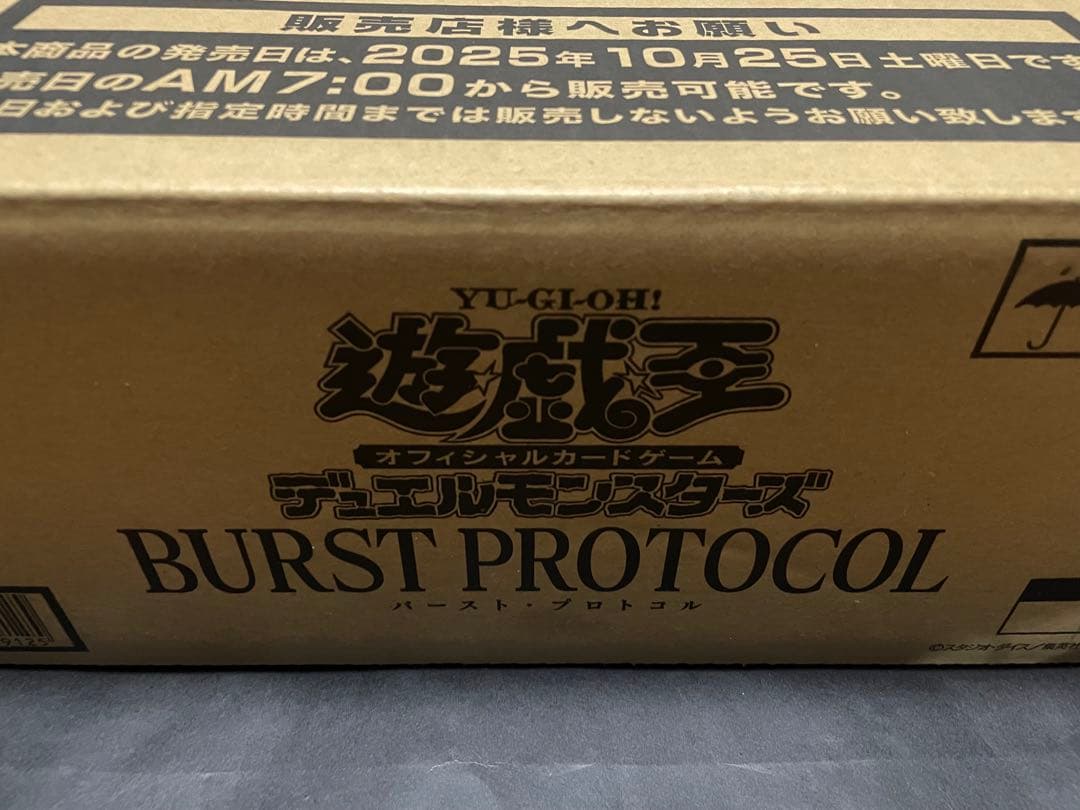 販売店様へお願い
本商品の発売日は、2025年10月25日土曜日です
売日のAM7:00から販売可能です。
日および指定時間までは販売しないようお願い致します
YU-GI-OH!
遊戯王
オフィシャルカードゲーム
デュエルモンスターズ
BURST PROTOCOL
バースト・プロトコル
9125
©スタジオ・ダイス/集英社